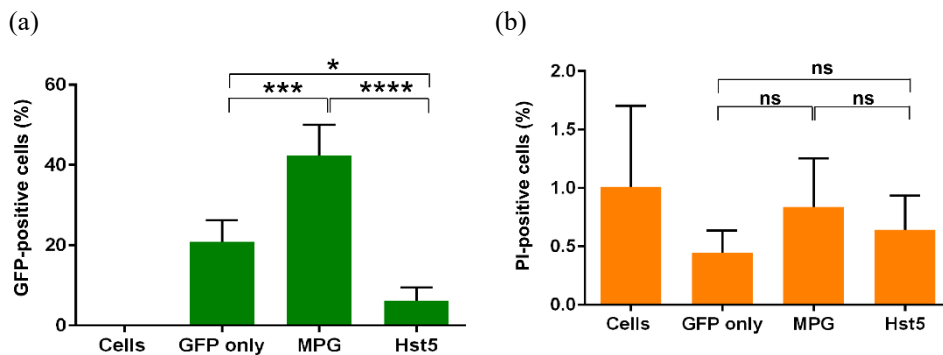 (a)
GFP-positive cells (%)
60
40
20
0
*
*** ****
Cells GFP only MPG Hst5
(b)
PI-positive cells (%)
2.0
1.5
1.0
0.5
0.0
ns
ns ns
Cells GFP only MPG Hst5